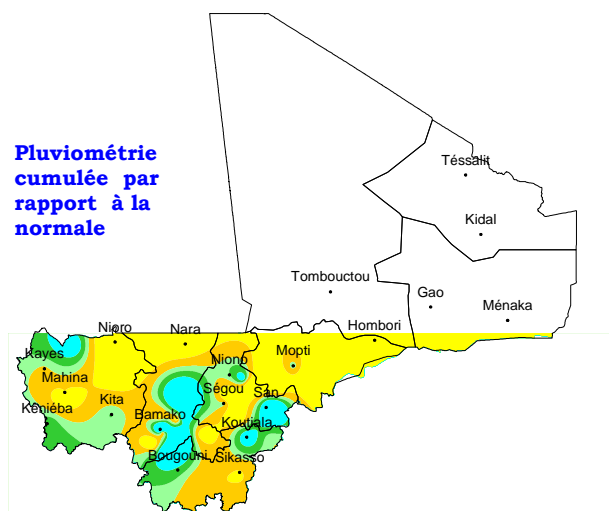 Pluviométrie
cumulée par
rapport à la
normale
Téssalit
Kidal
Tombouctou
Gao
Ménaka
Hombori
Nioro
Nara
Kayes
Niono
Mopti
Mahina
Ségou
San
Kéniéba
Kita
Bamako
Koutiala
Bougouni
Sikasso